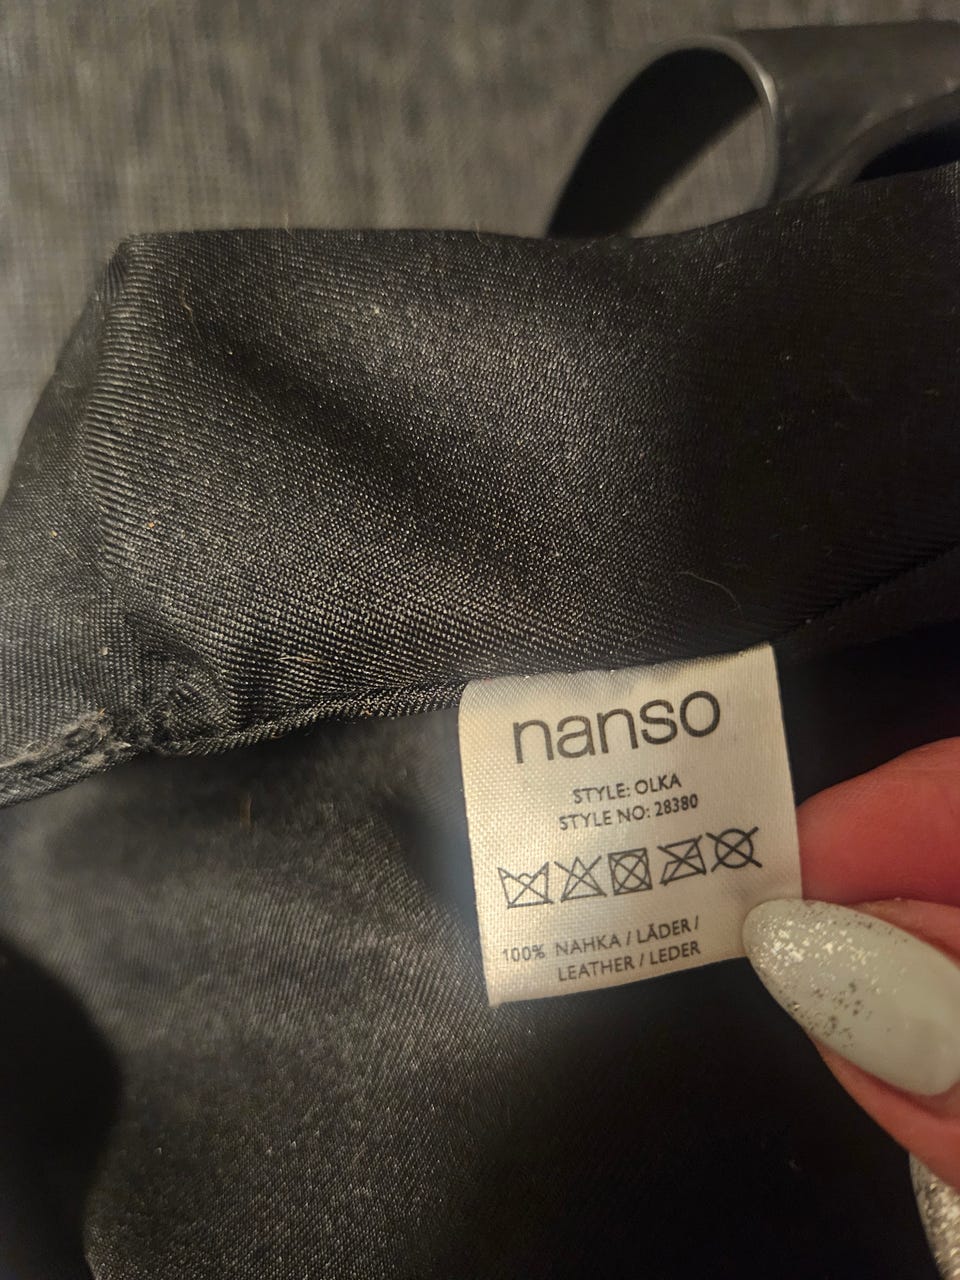 nanso
STYLE: OLKA
STYLE NO: 28380
100% NAHKA / LÄDER /
LEATHER / LEDER